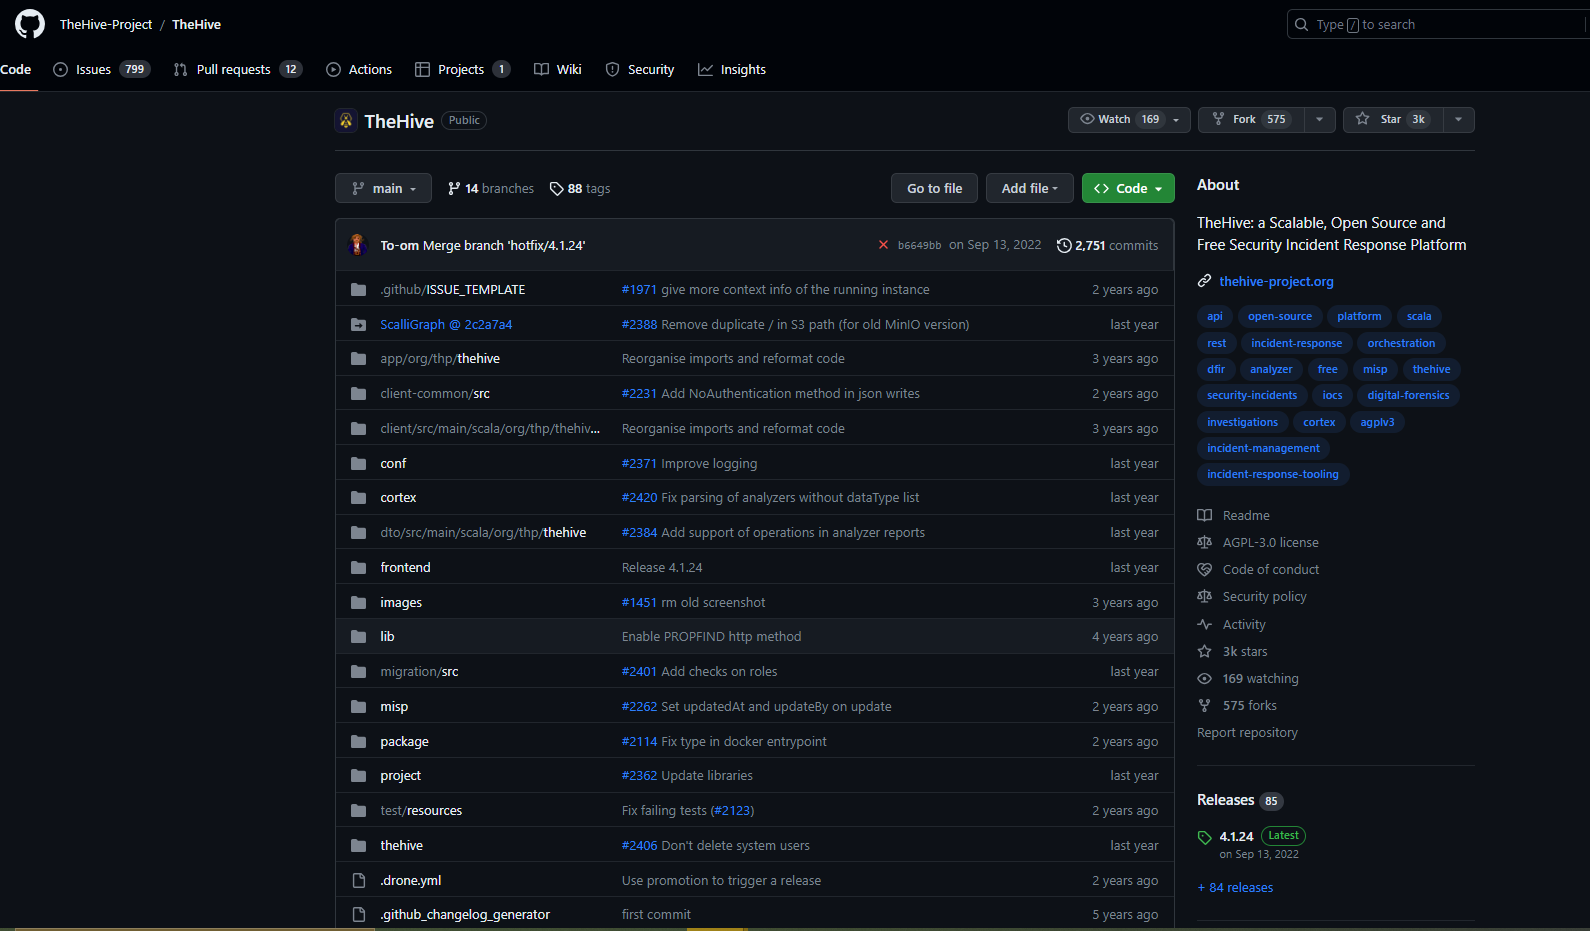 TheHive-Project / TheHive
Type / to search
Code Issues 799 Pull requests 12 Actions Projects 1 Wiki Security Insights
TheHive Public
Watch 169 Fork 575 Star 3k
main 14 branches 88 tags
Go to file Add file <> Code
To-om Merge branch 'hotfix/4.1.24' b6649bb on Sep 13, 2022 2,751 commits
.github/ISSUE_TEMPLATE #1971 give more context info of the running instance 2 years ago
ScalliGraph @ 2c2a7a4 #2388 Remove duplicate / in S3 path (for old MinIO version) last year
app/org/thp/thehive Reorganise imports and reformat code 3 years ago
client-common/src #2231 Add NoAuthentication method in json writes 2 years ago
client/src/main/scala/org/thp/thehiv... Reorganise imports and reformat code 3 years ago
conf #2371 Improve logging last year
cortex #2420 Fix parsing of analyzers without dataType list last year
dto/src/main/scala/org/thp/thehive #2384 Add support of operations in analyzer reports last year
frontend Release 4.1.24 last year
images #1451 rm old screenshot 3 years ago
lib Enable PROPFIND http method 4 years ago
migration/src #2401 Add checks on roles last year
misp #2262 Set updatedAt and updateBy on update 2 years ago
package #2114 Fix type in docker entrypoint 2 years ago
project #2362 Update libraries last year
test/resources Fix failing tests (#2123) 2 years ago
thehive #2406 Don't delete system users last year
.drone.yml Use promotion to trigger a release 2 years ago
.github_changelog_generator first commit 5 years ago
About
TheHive: a Scalable, Open Source and
Free Security Incident Response Platform
thehive-project.org
api open-source platform scala
rest incident-response orchestration
dfir analyzer free misp thehive
security-incidents iocs digital-forensics
investigations cortex agplv3
incident-management
incident-response-tooling
Readme
AGPL-3.0 license
Code of conduct
Security policy
Activity
3k stars
169 watching
575 forks
Report repository
Releases 85
4.1.24 Latest
on Sep 13, 2022
+ 84 releases